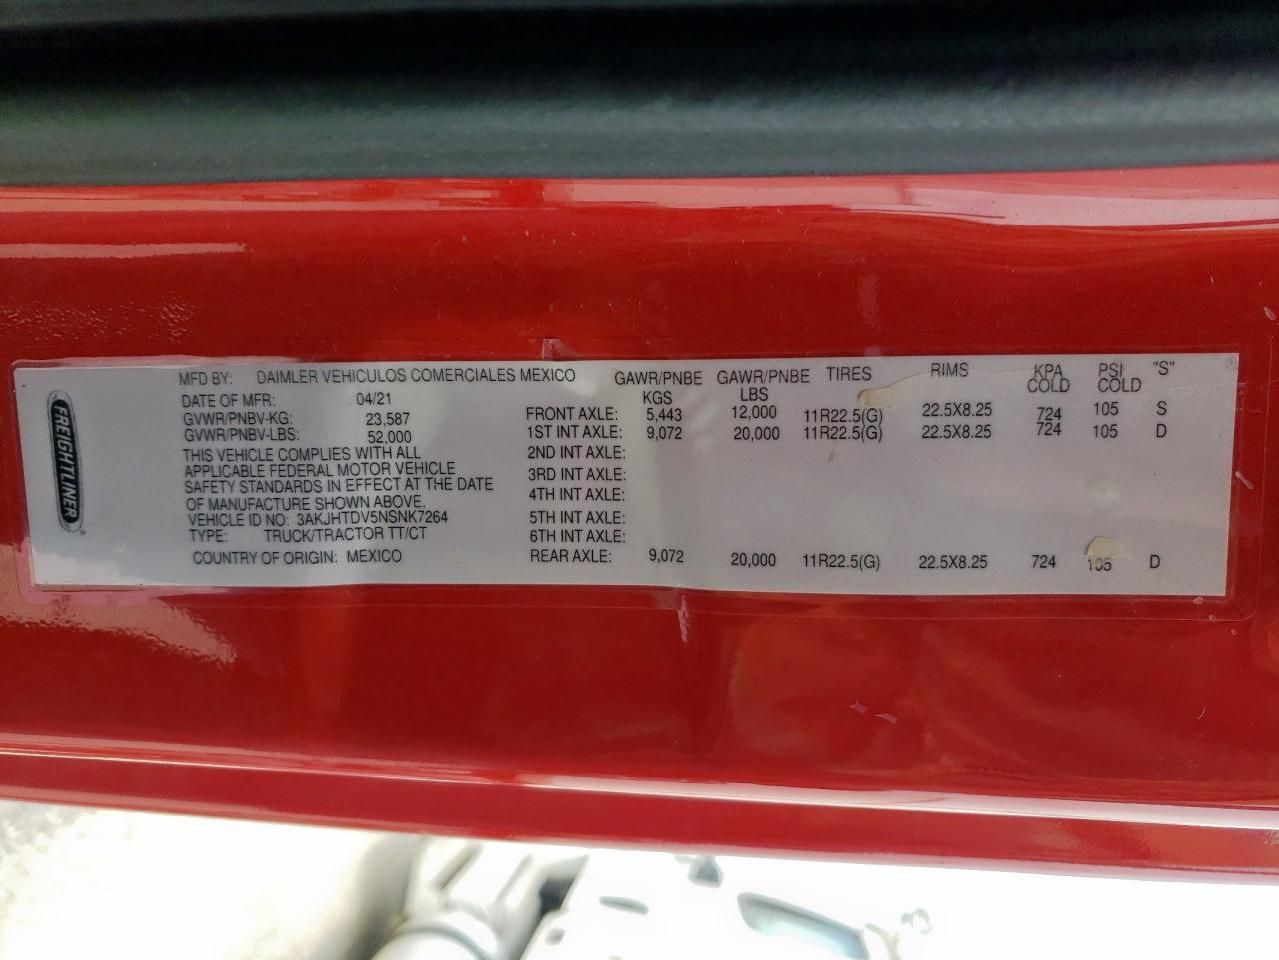 FREIGHTLINER®
MFD BY: DAIMLER VEHICULOS COMERCIALES MEXICO
DATE OF MFR: 04/21
GVWR/PNBV-KG: 23,587
GVWR/PNBV-LBS: 52,000
THIS VEHICLE COMPLIES WITH ALL
APPLICABLE FEDERAL MOTOR VEHICLE
SAFETY STANDARDS IN EFFECT AT THE DATE
OF MANUFACTURE SHOWN ABOVE.
VEHICLE ID NO: 3AKJHTDV5NSNK7264
TYPE: TRUCK/TRACTOR TT/CT
COUNTRY OF ORIGIN: MEXICO
GAWR/PNBE KGS GAWR/PNBE LBS TIRES RIMS KPA COLD PSI COLD "S"
FRONT AXLE: 5,443 12,000 11R22.5(G) 22.5X8.25 724 105 S
1ST INT AXLE: 9,072 20,000 11R22.5(G) 22.5X8.25 724 105 D
2ND INT AXLE:
3RD INT AXLE:
4TH INT AXLE:
5TH INT AXLE:
6TH INT AXLE:
REAR AXLE: 9,072 20,000 11R22.5(G) 22.5X8.25 724 105 D